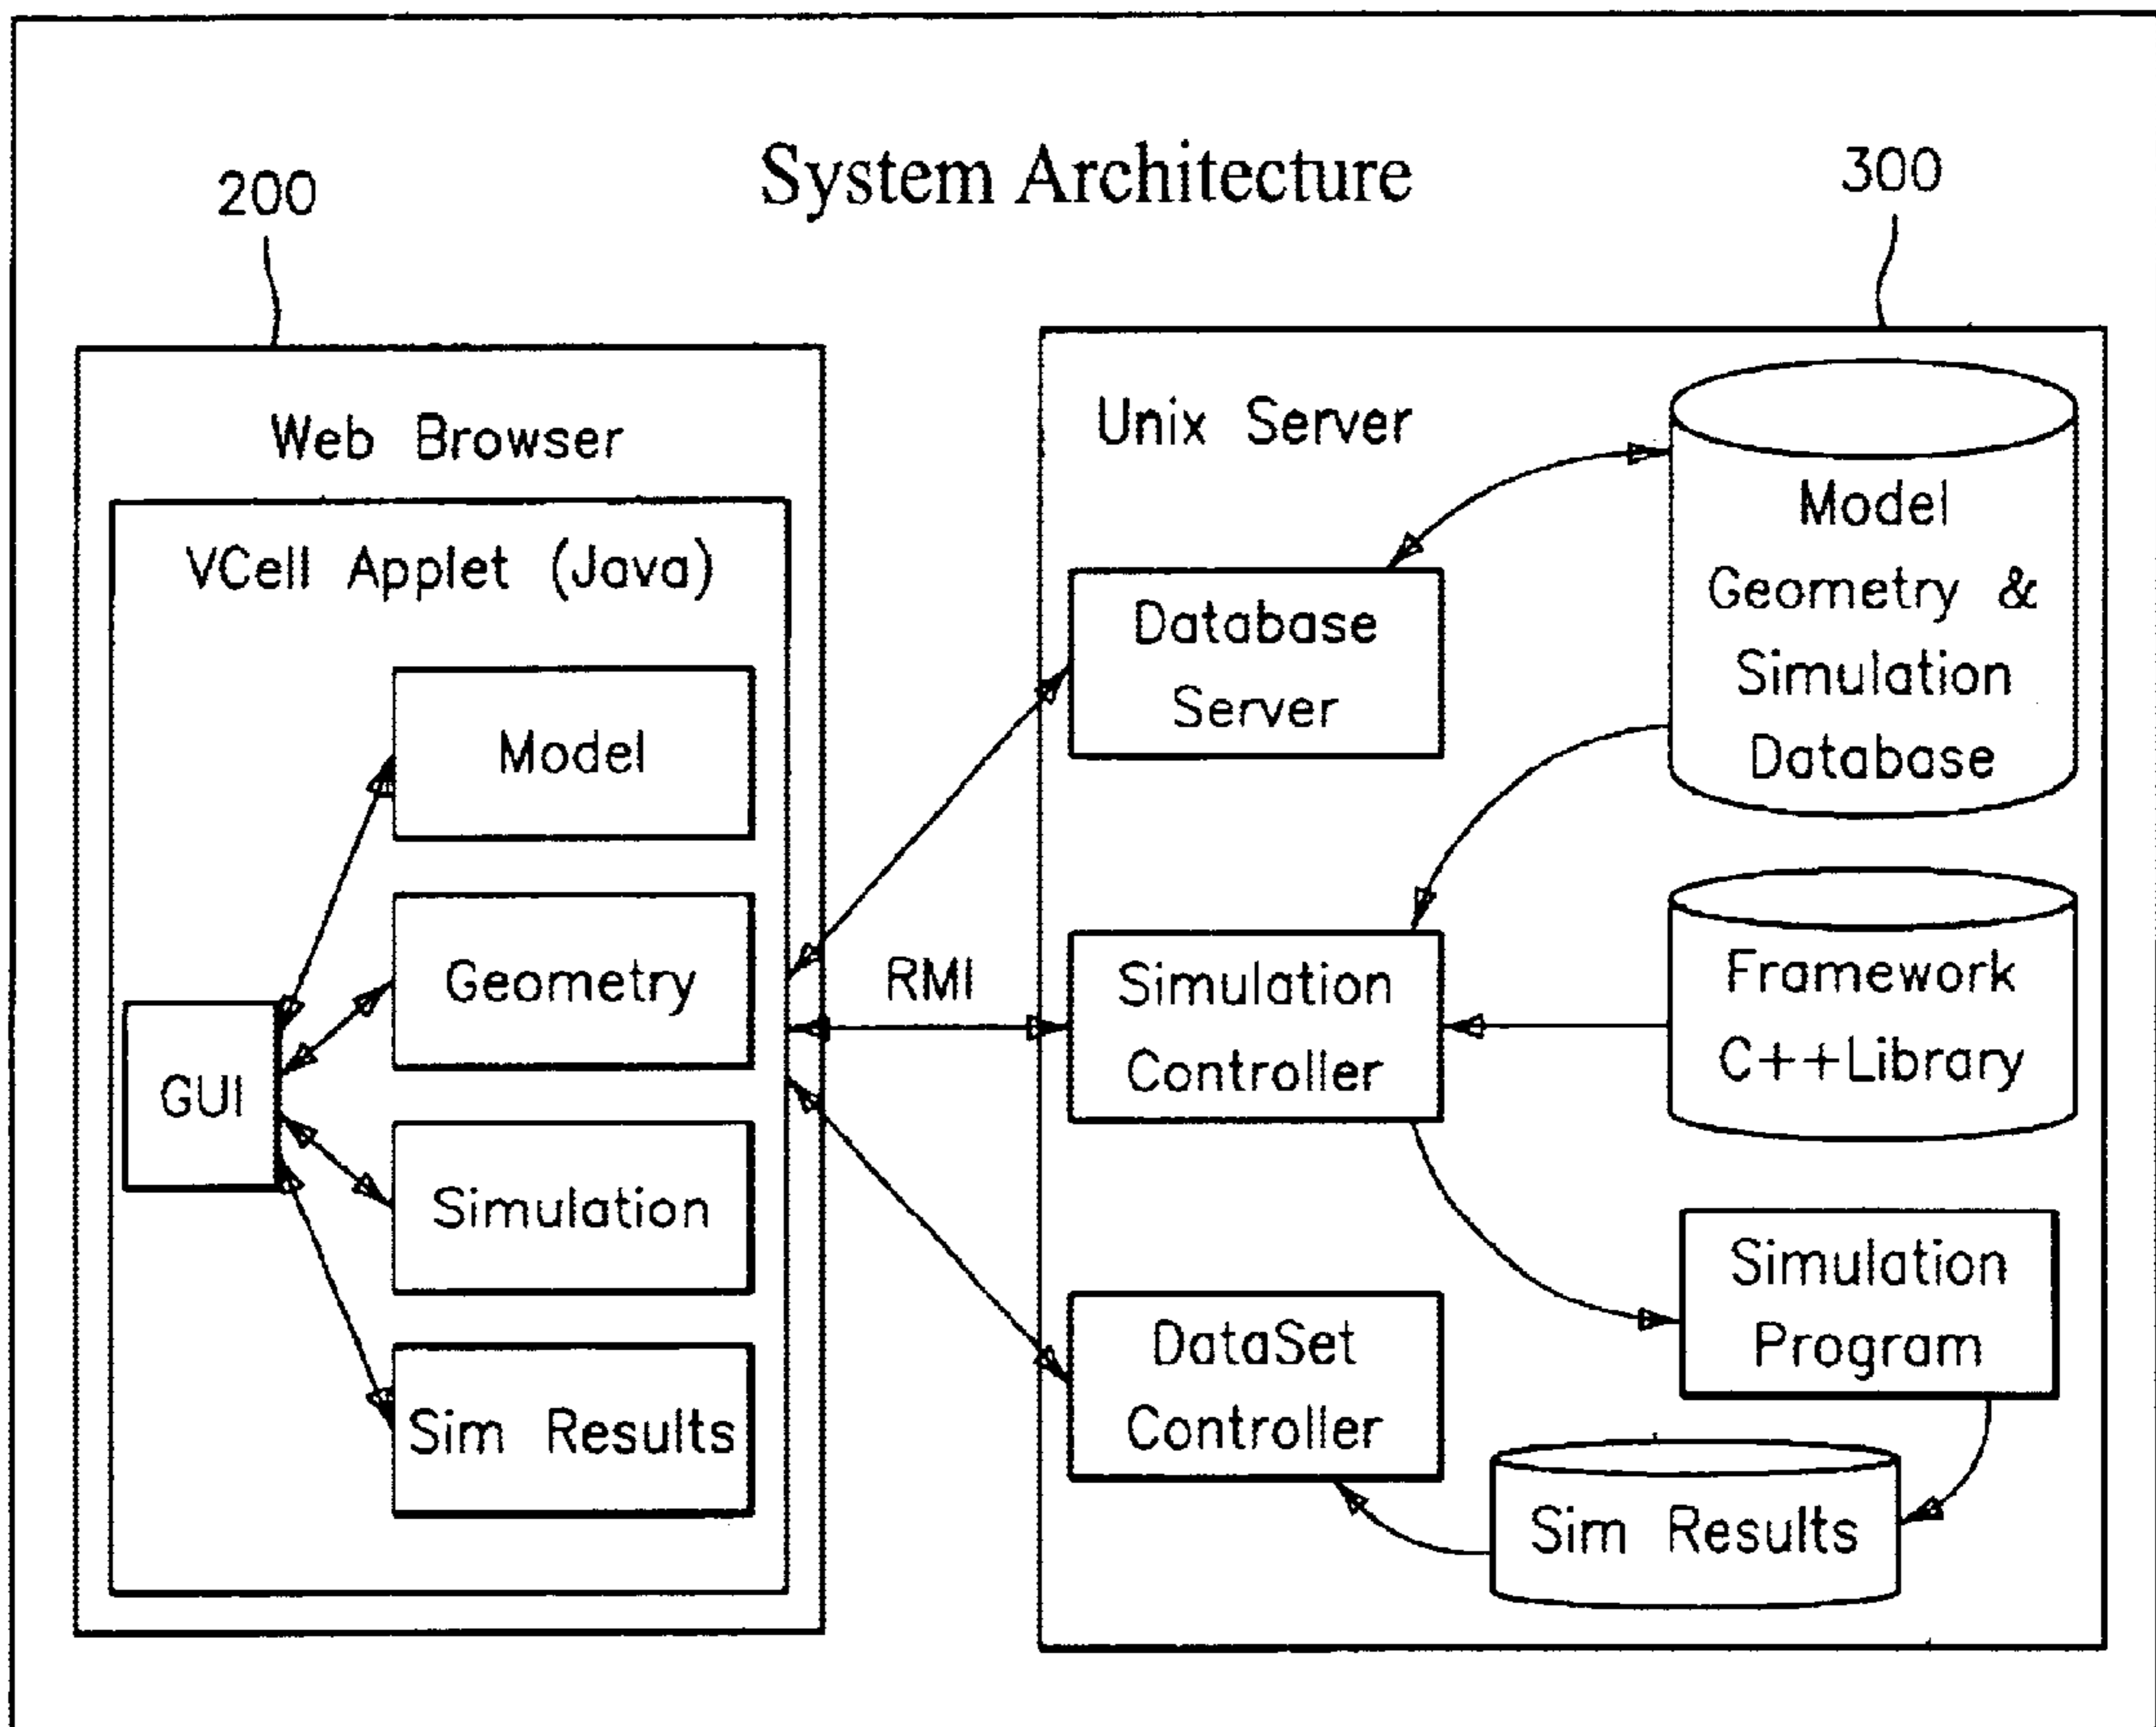 System Architecture
200
300
Web Browser
VCell Applet (Java)
Model
Geometry
GUI
Simulation
Sim Results
RMI
Unix Server
Database
Server
Model
Geometry &
Simulation
Database
Simulation
Controller
Framework
C++Library
Simulation
Program
DataSet
Controller
Sim Results